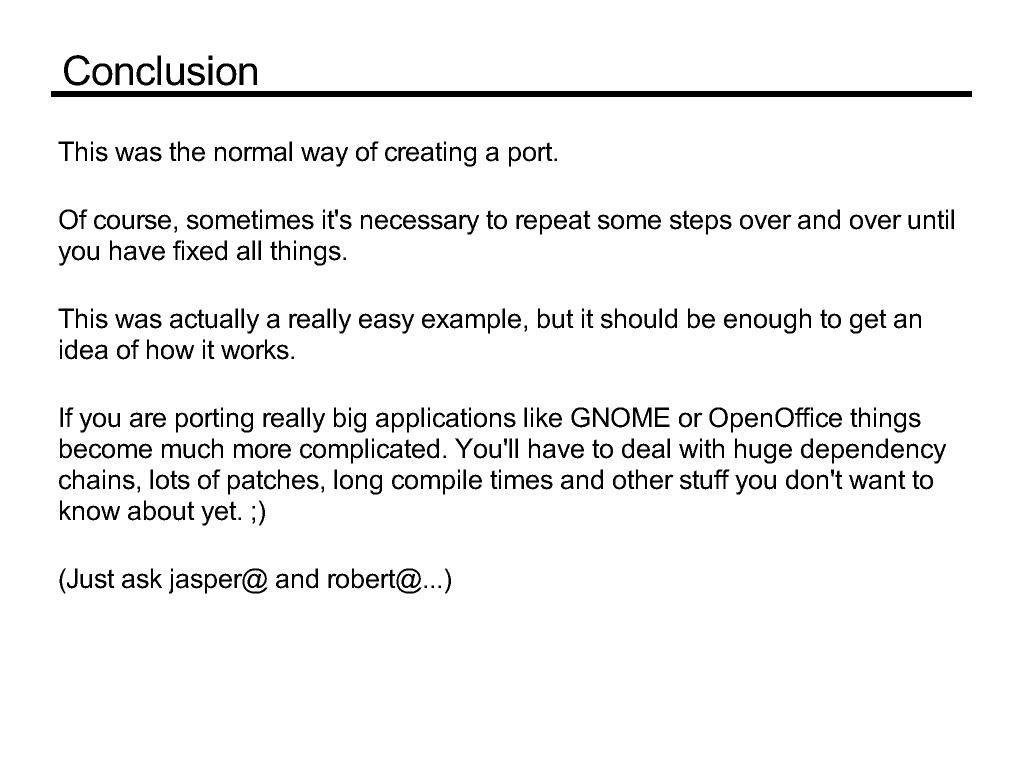 Conclusion
This was the normal way of creating a port.
Of course, sometimes it's necessary to repeat some steps over and over until
you have fixed all things.
This was actually a really easy example, but it should be enough to get an
idea of how it works.
If you are porting really big applications like GNOME or OpenOffice things
become much more complicated. You'll have to deal with huge dependency
chains, lots of patches, long compile times and other stuff you don't want to
know about yet. ;)
(Just ask jasper@ and robert@...)